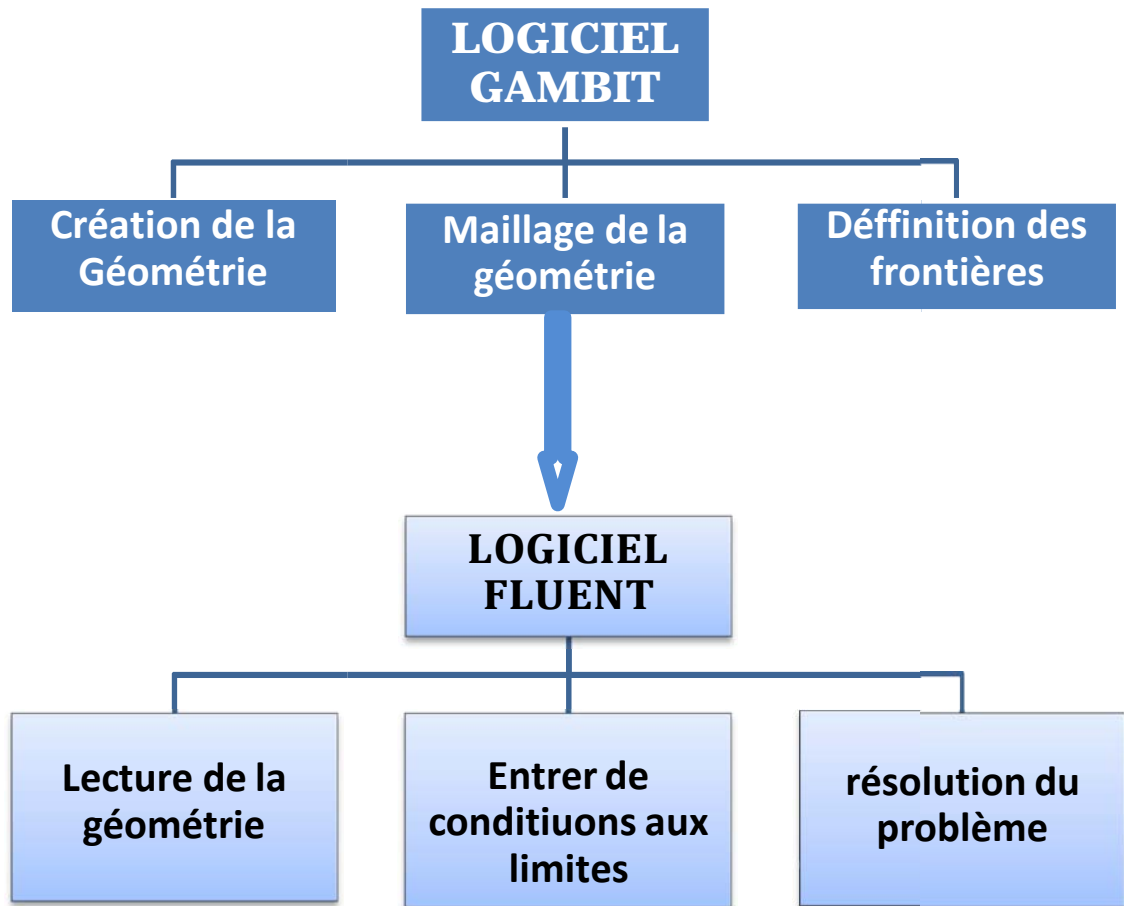 LOGICIEL
GAMBIT
Création de la
Géométrie
Maillage de la
géométrie
Déffinition des
frontières
LOGICIEL
FLUENT
Lecture de la
géométrie
Entrer de
conditiuons aux
limites
résolution du
problème